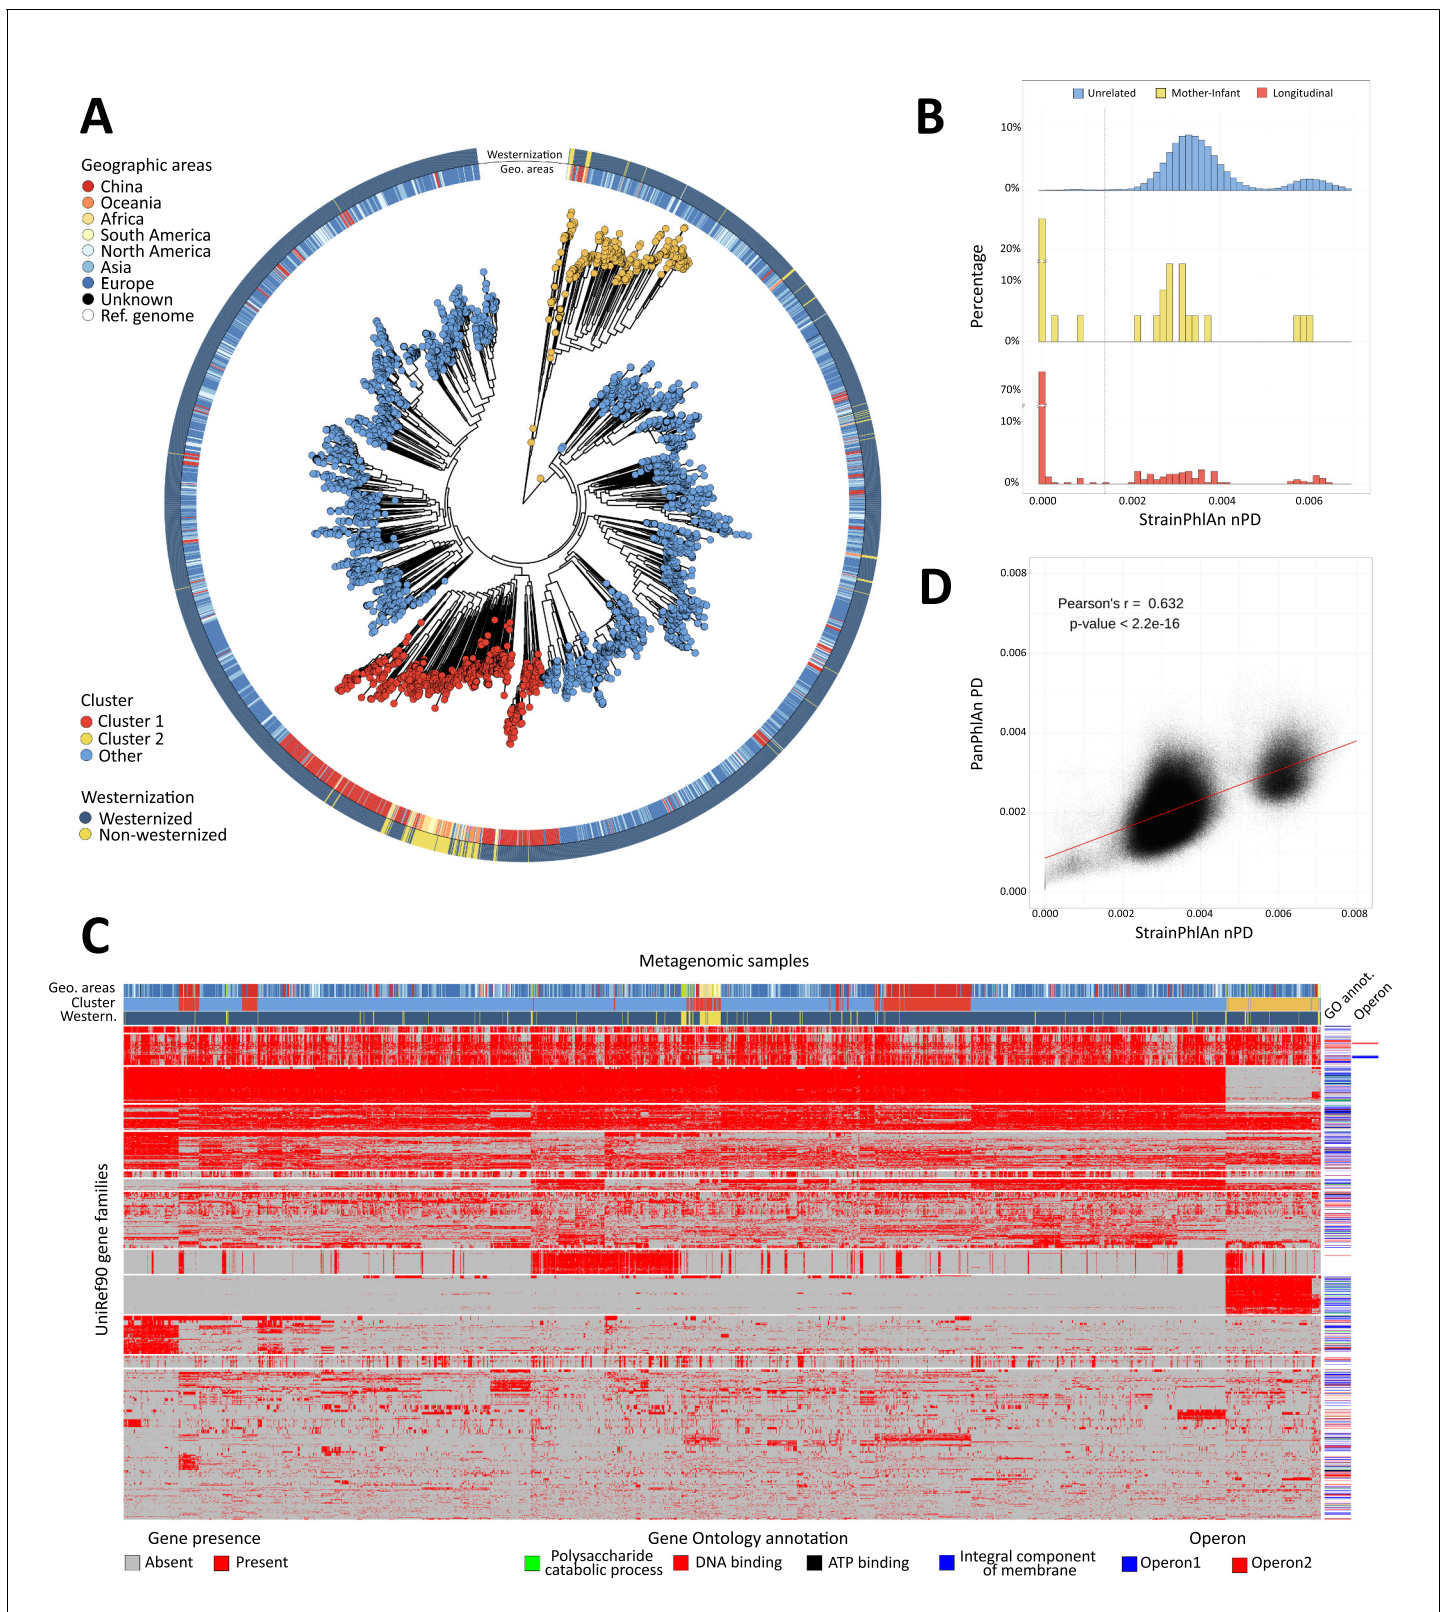 A
Geographic areas
China
Oceania
Africa
South America
North America
Asia
Europe
Unknown
Ref. genome
Westernization
Geo. areas
Cluster
Cluster 1
Cluster 2
Other
Westernization
Westernized
Non-westernized
B
Unrelated
Mother-Infant
Longitudinal
10%
0%
20%
10%
0%
70%
10%
0%
Percentage
0.000
0.002
0.004
0.006
StrainPhlAn nPD
D
Pearson's r = 0.632
p-value < 2.2e-16
0.008
0.006
0.004
0.002
0.000
PanPhlAn PD
0.000
0.002
0.004
0.006
0.008
StrainPhlAn nPD
C
Metagenomic samples
Geo. areas
Cluster
Western.
GO annot.
Operon
UniRef90 gene families
Gene presence
Absent
Present
Gene Ontology annotation
Polysaccharide
catabolic process
DNA binding
ATP binding
Integral component
of membrane
Operon
Operon1
Operon2